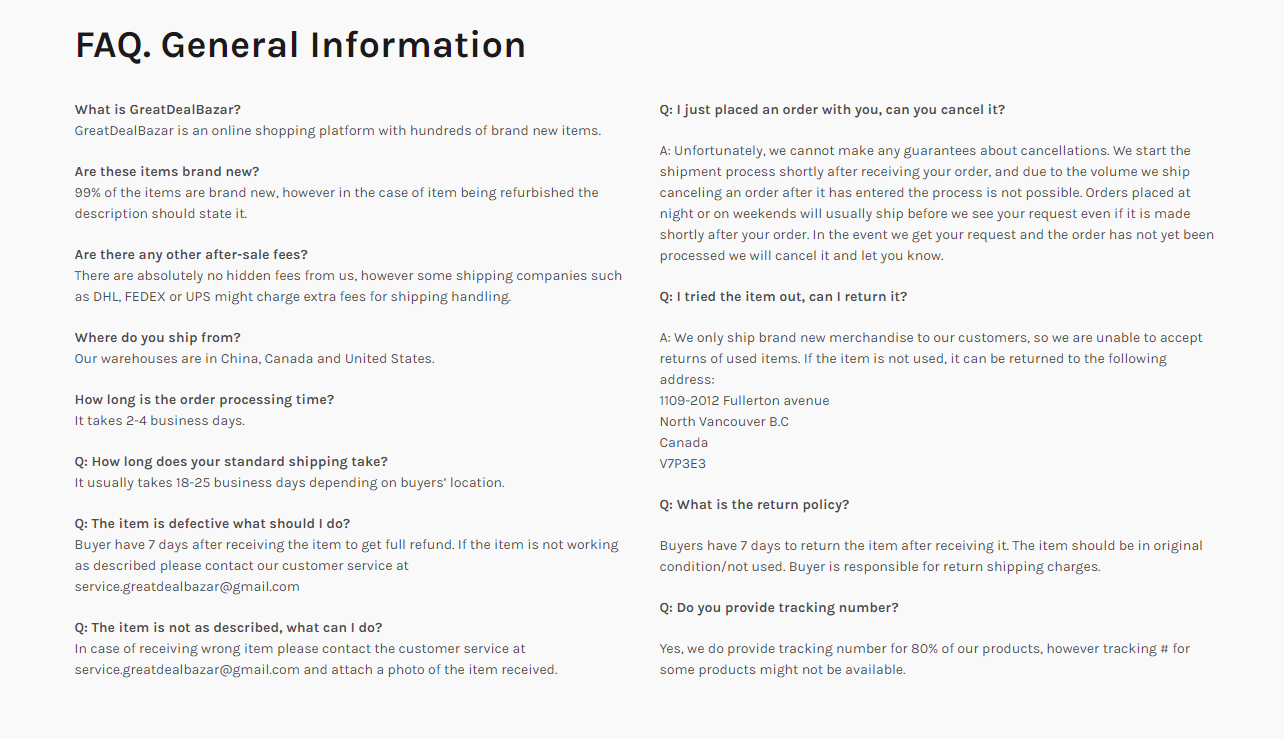 FAQ. General Information
What is GreatDealBazar?
GreatDealBazar is an online shopping platform with hundreds of brand new items.
Are these items brand new?
99% of the items are brand new, however in the case of item being refurbished the
description should state it.
Are there any other after-sale fees?
There are absolutely no hidden fees from us, however some shipping companies such
as DHL, FEDEX or UPS might charge extra fees for shipping handling.
Where do you ship from?
Our warehouses are in China, Canada and United States.
How long is the order processing time?
It takes 2-4 business days.
Q: How long does your standard shipping take?
It usually takes 18-25 business days depending on buyers’ location.
Q: The item is defective what should I do?
Buyer have 7 days after receiving the item to get full refund. If the item is not working
as described please contact our customer service at
service.greatdealbazar@gmail.com
Q: The item is not as described, what can I do?
In case of receiving wrong item please contact the customer service at
service.greatdealbazar@gmail.com and attach a photo of the item received.
Q: I just placed an order with you, can you cancel it?
A: Unfortunately, we cannot make any guarantees about cancellations. We start the
shipment process shortly after receiving your order, and due to the volume we ship
canceling an order after it has entered the process is not possible. Orders placed at
night or on weekends will usually ship before we see your request even if it is made
shortly after your order. In the event we get your request and the order has not yet been
processed we will cancel it and let you know.
Q: I tried the item out, can I return it?
A: We only ship brand new merchandise to our customers, so we are unable to accept
returns of used items. If the item is not used, it can be returned to the following
address:
1109-2012 Fullerton avenue
North Vancouver B.C
Canada
V7P3E3
Q: What is the return policy?
Buyers have 7 days to return the item after receiving it. The item should be in original
condition/not used. Buyer is responsible for return shipping charges.
Q: Do you provide tracking number?
Yes, we do provide tracking number for 80% of our products, however tracking # for
some products might not be available.